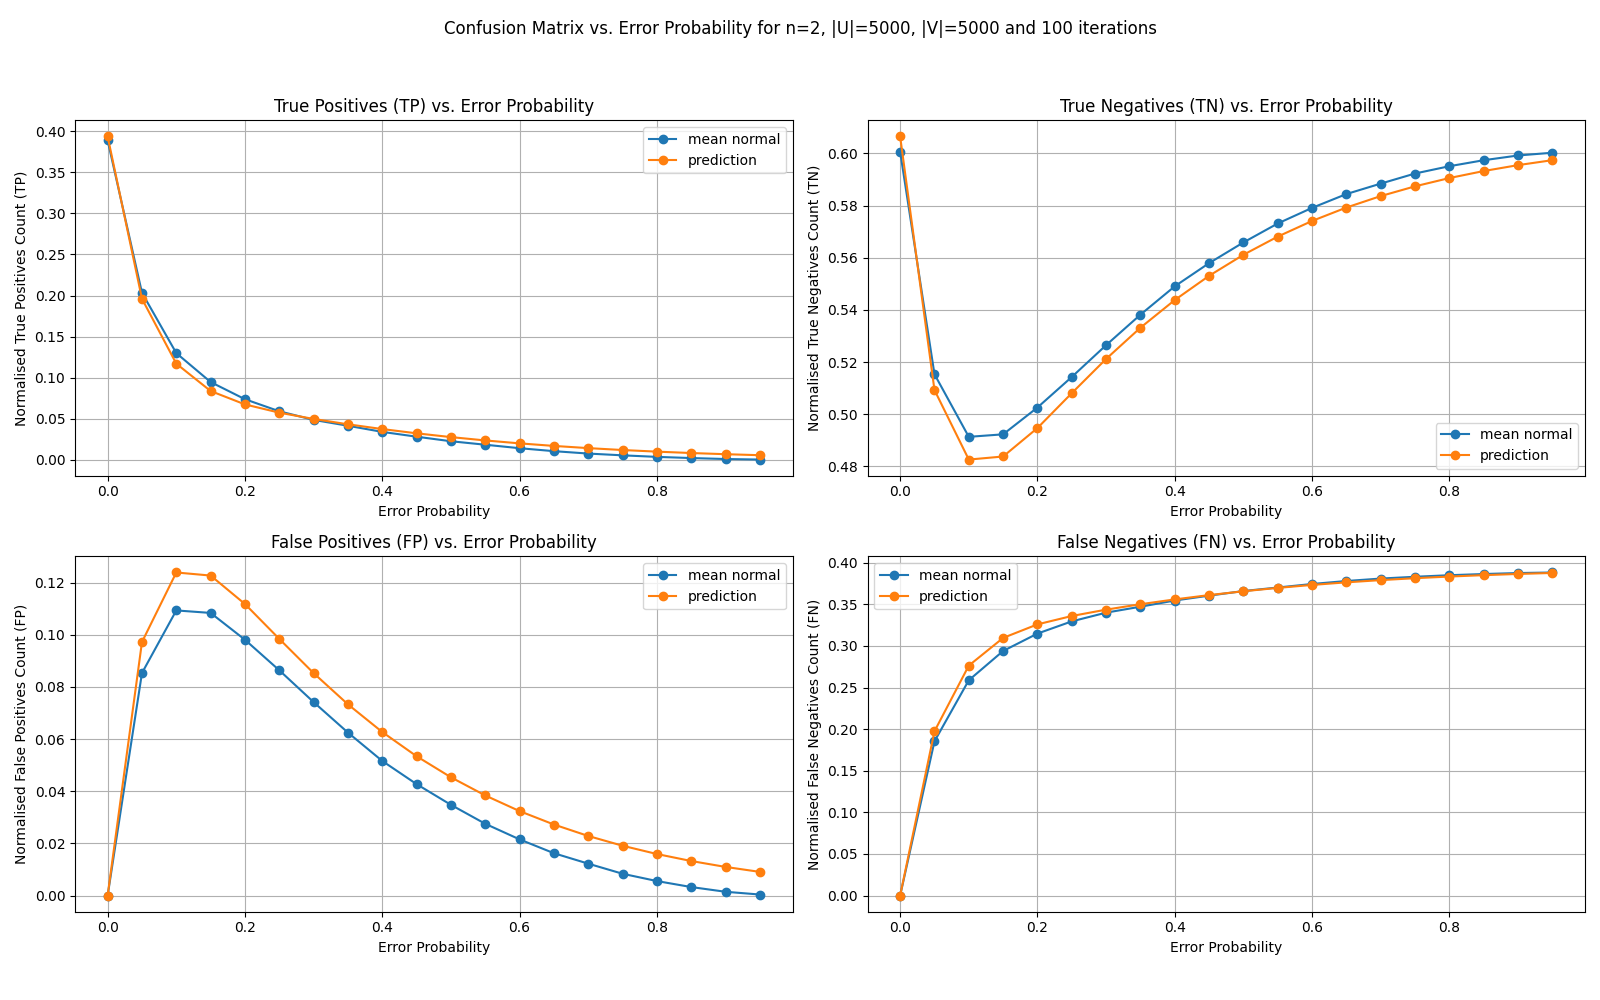 Confusion Matrix vs. Error Probability for n=2, |U|=5000, |V|=5000 and 100 iterations
True Positives (TP) vs. Error Probability
Normalised True Positives Count (TP)
0.40
0.35
0.30
0.25
0.20
0.15
0.10
0.05
0.00
mean normal
prediction
0.0 0.2 0.4 0.6 0.8
Error Probability
True Negatives (TN) vs. Error Probability
Normalised True Negatives Count (TN)
0.60
0.58
0.56
0.54
0.52
0.50
0.48
mean normal
prediction
0.0 0.2 0.4 0.6 0.8
Error Probability
False Positives (FP) vs. Error Probability
Normalised False Positives Count (FP)
0.12
0.10
0.08
0.06
0.04
0.02
0.00
mean normal
prediction
0.0 0.2 0.4 0.6 0.8
Error Probability
False Negatives (FN) vs. Error Probability
Normalised False Negatives Count (FN)
0.40
0.35
0.30
0.25
0.20
0.15
0.10
0.05
0.00
mean normal
prediction
0.0 0.2 0.4 0.6 0.8
Error Probability